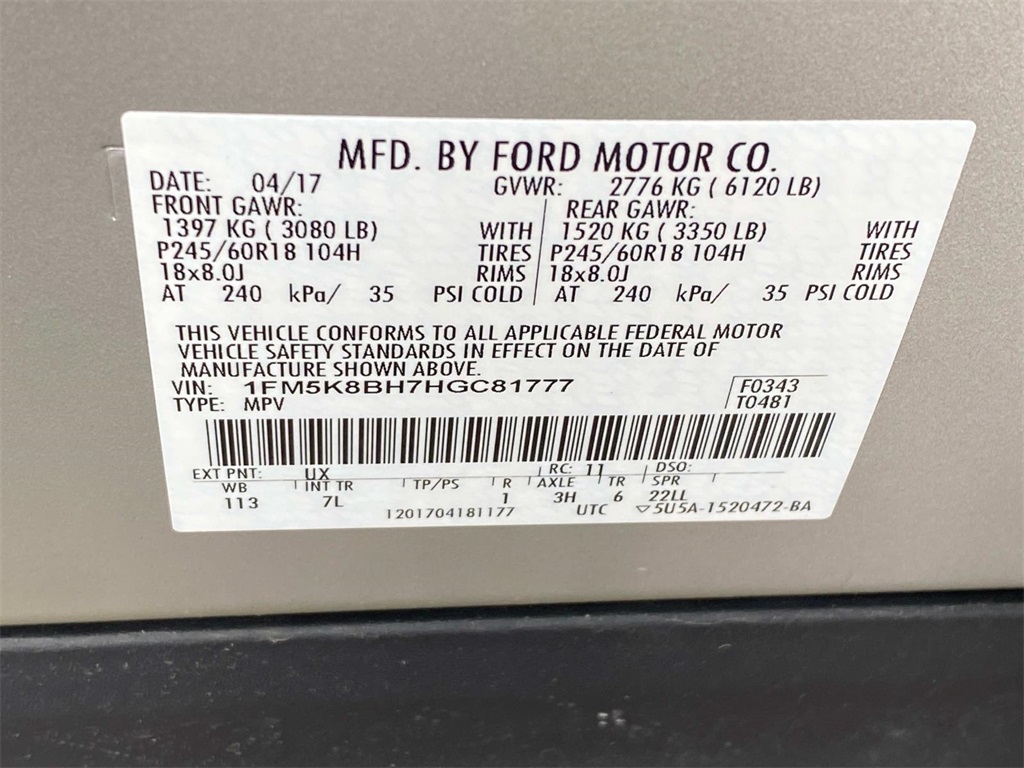 MFD. BY FORD MOTOR CO.
DATE: 04/17 GVWR: 2776 KG ( 6120 LB)
FRONT GAWR: REAR GAWR:
1397 KG ( 3080 LB) WITH 1520 KG ( 3350 LB) WITH
P245/60R18 104H TIRES P245/60R18 104H TIRES
18x8.0J RIMS 18x8.0J RIMS
AT 240 kPa/ 35 PSI COLD AT 240 kPa/ 35 PSI COLD
THIS VEHICLE CONFORMS TO ALL APPLICABLE FEDERAL MOTOR
VEHICLE SAFETY STANDARDS IN EFFECT ON THE DATE OF
MANUFACTURE SHOWN ABOVE.
VIN: 1FM5K8BH7HGC81777 F0343
TYPE: MPV T0481
EXT PNT: UX RC: 11 DSO:
WB INT TR TP/PS R AXLE TR SPR
113 7L 1 3H 6 22LL
1201704181177 UTC ▽5U5A-1520472-BA